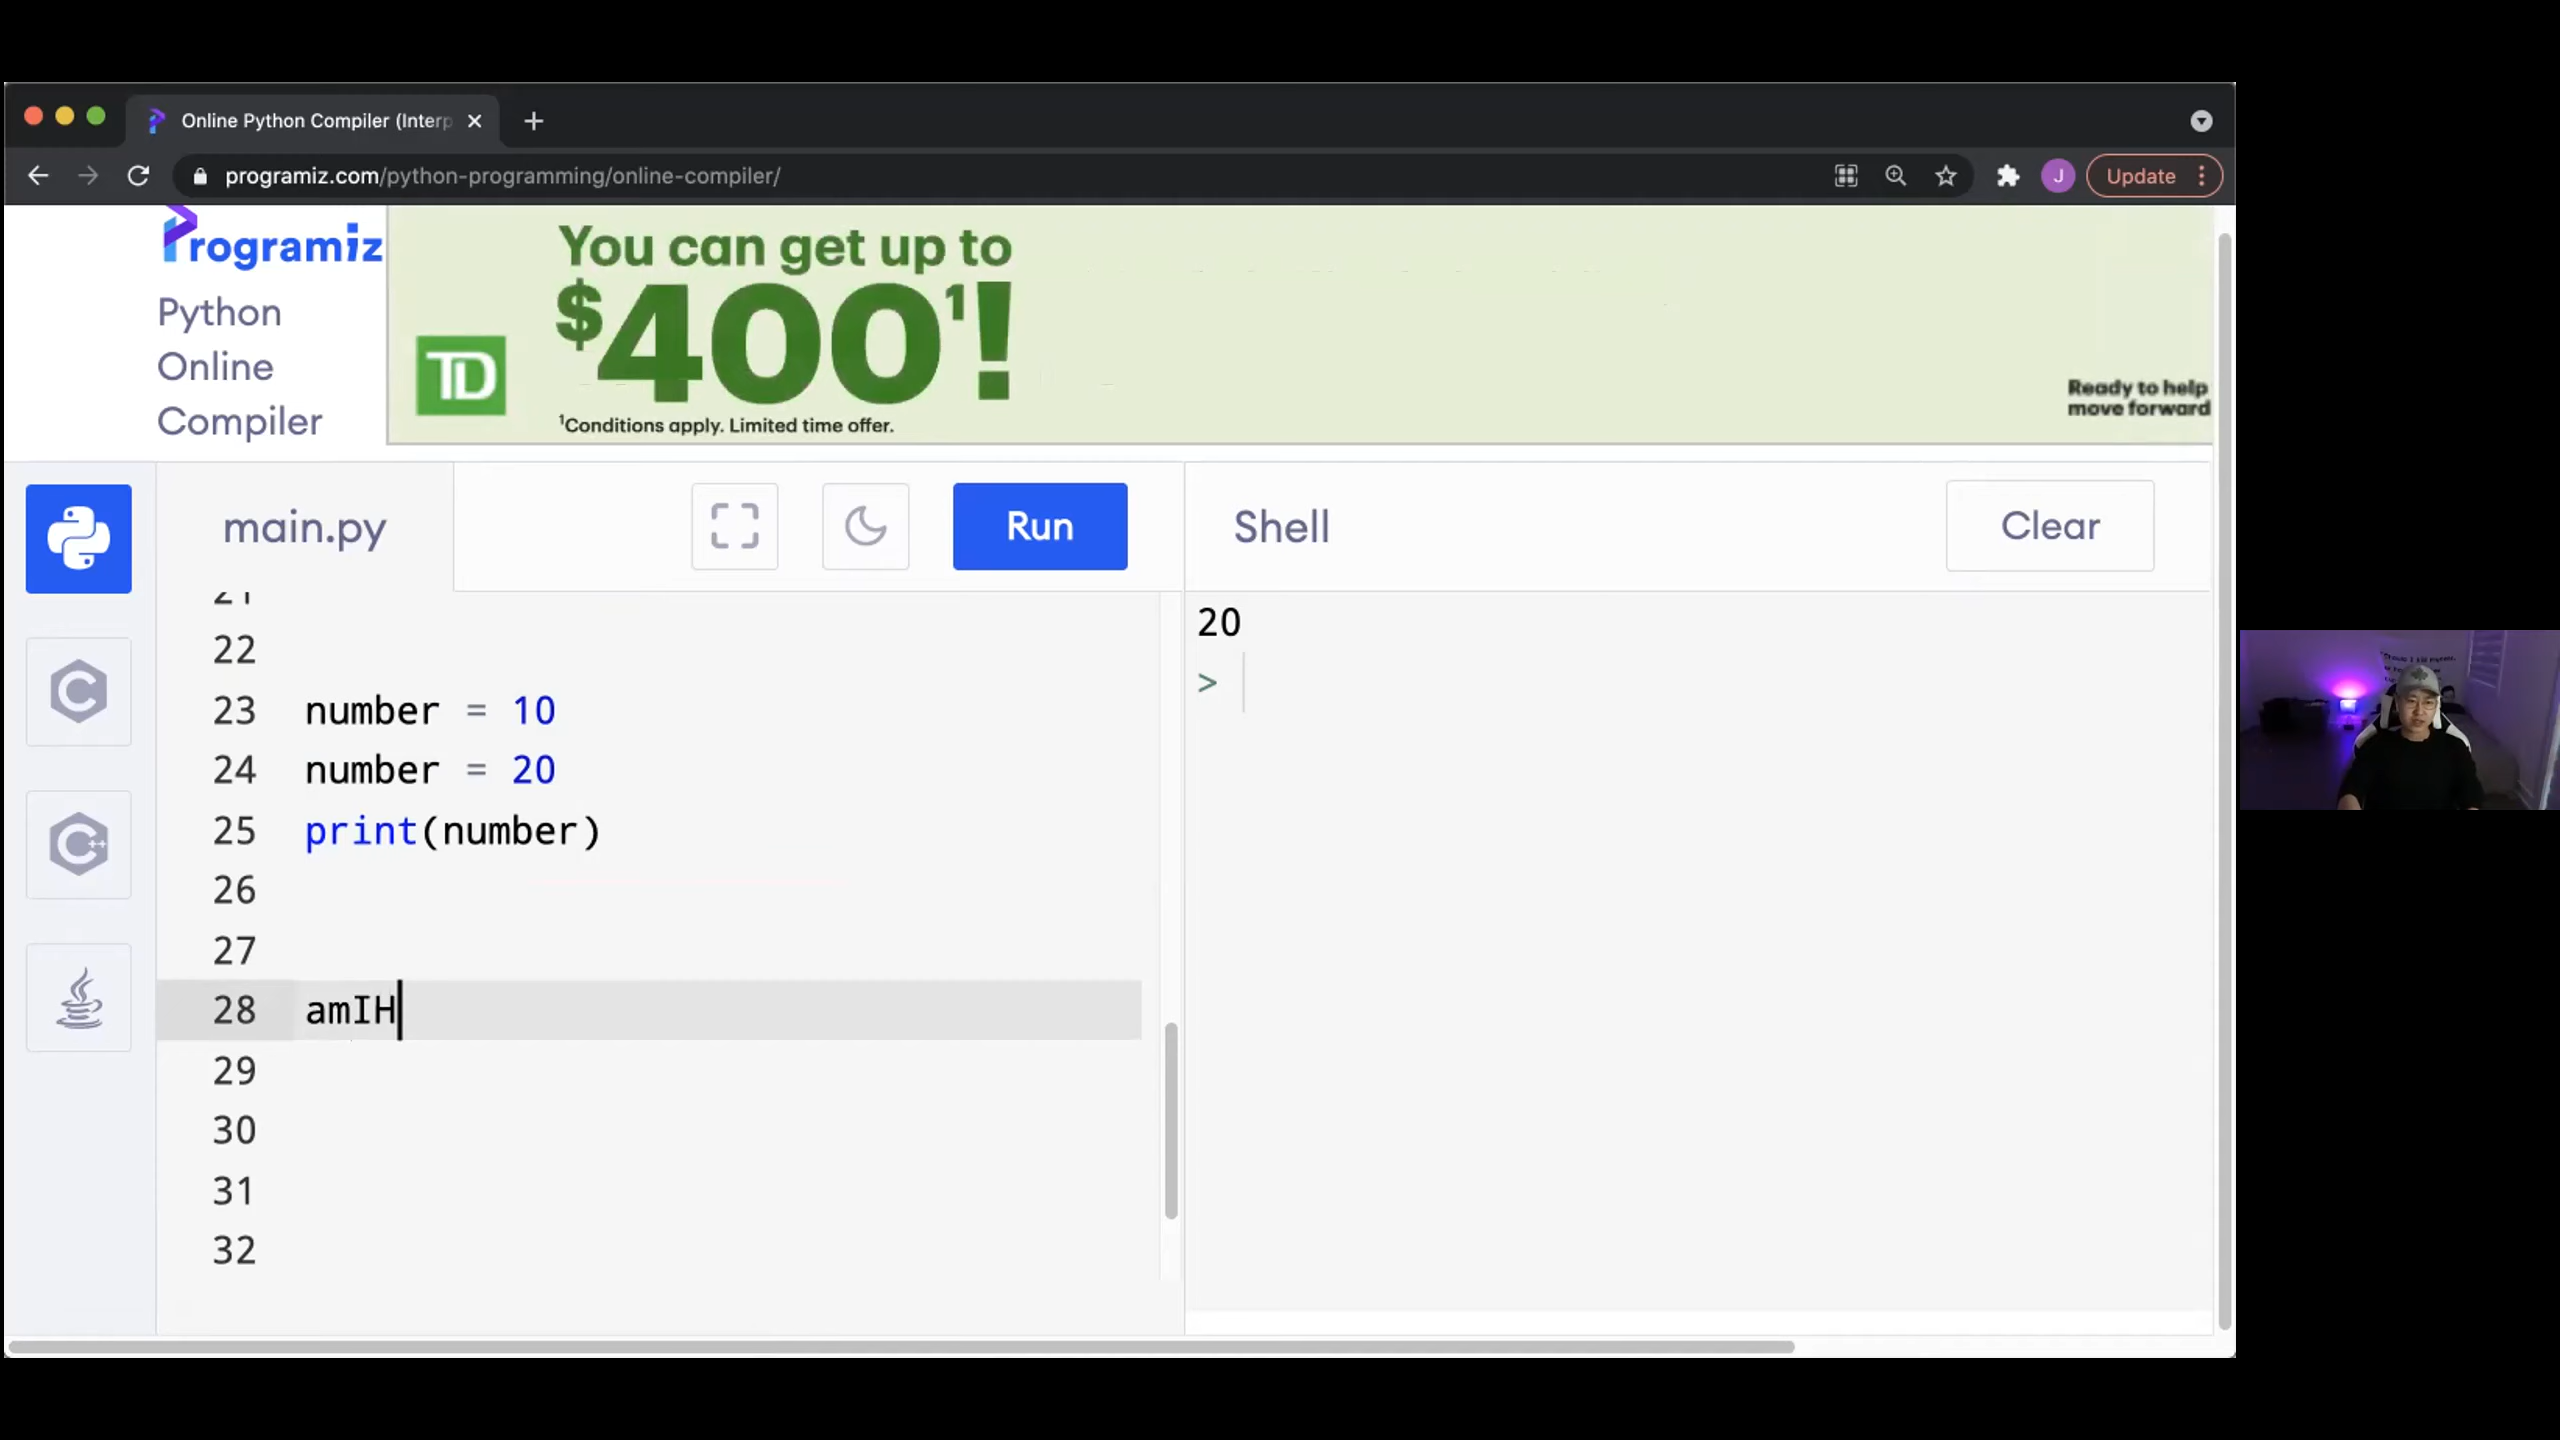 Online Python Compiler (Interp
programiz.com/python-programming/online-compiler/
J
Update
Programiz
Python
Online
Compiler
You can get up to
$400¹!
TD
¹Conditions apply. Limited time offer.
Ready to help
move forward
main.py
Run
Shell
Clear
21
22
23 number = 10
24 number = 20
25 print(number)
26
27
28 amIH
29
30
31
32
20
>
C
C++